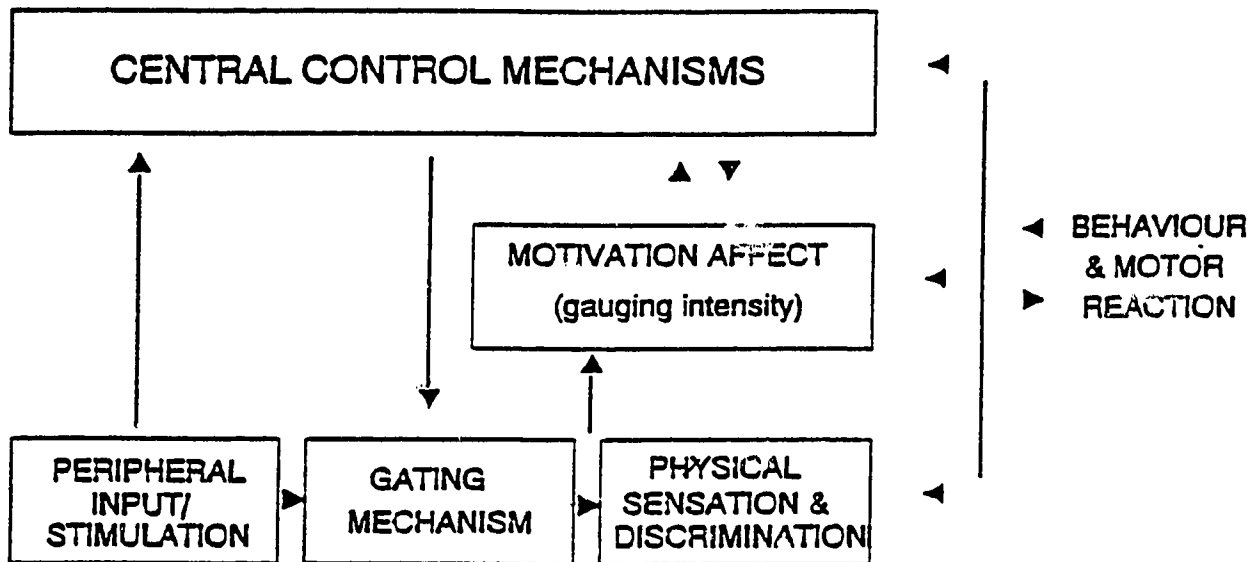 CENTRAL CONTROL MECHANISMS
MOTIVATION AFFECT
(gauging intensity)
BEHAVIOUR
& MOTOR
REACTION
PERIPHERAL
INPUT/
STIMULATION
GATING
MECHANISM
PHYSICAL
SENSATION &
DISCRIMINATION